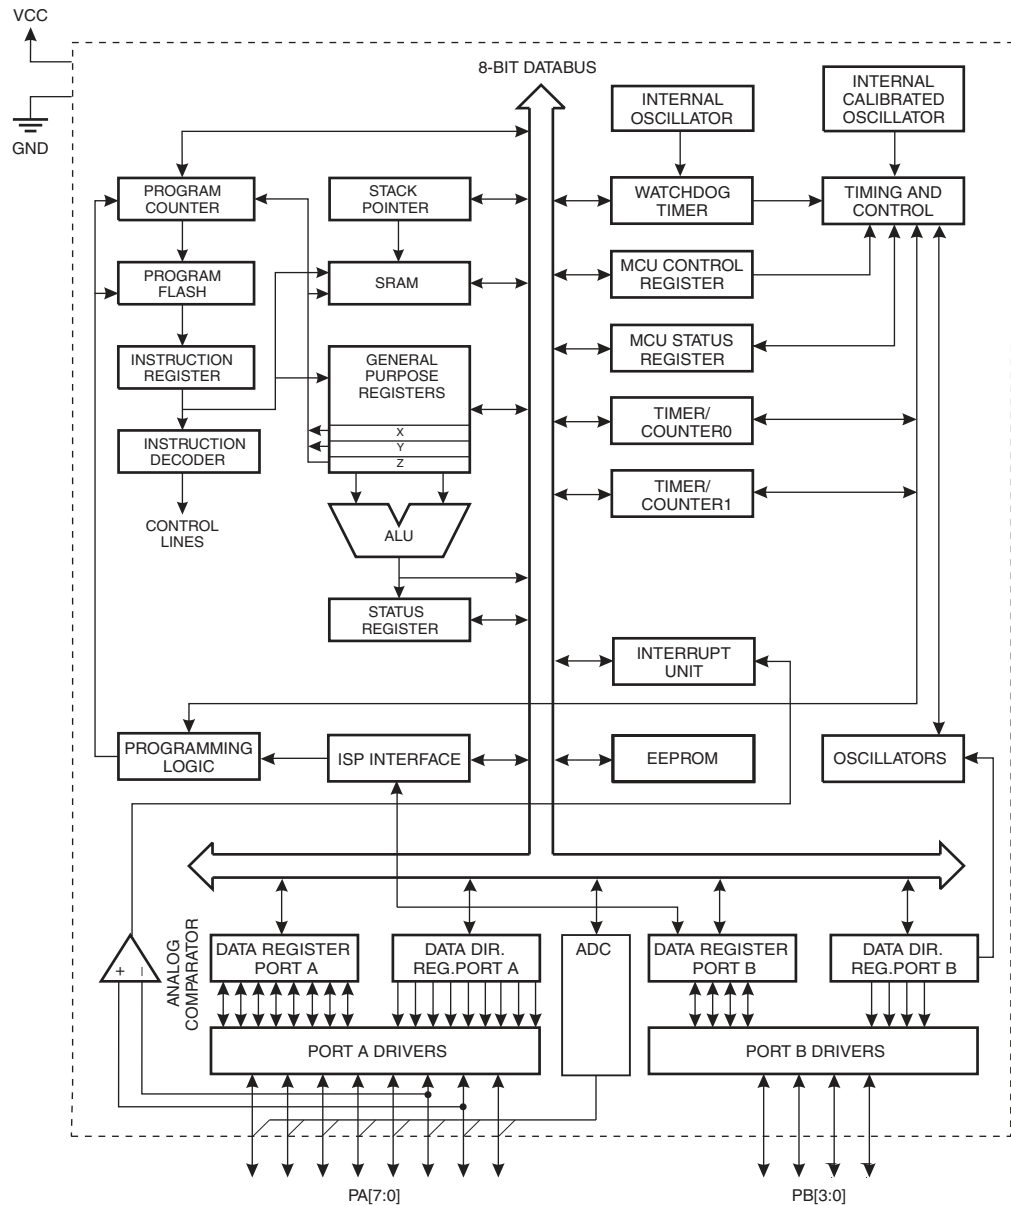 VCC
GND
8-BIT DATABUS
INTERNAL
OSCILLATOR
INTERNAL
CALIBRATED
OSCILLATOR
PROGRAM
COUNTER
STACK
POINTER
WATCHDOG
TIMER
TIMING AND
CONTROL
PROGRAM
FLASH
SRAM
MCU CONTROL
REGISTER
INSTRUCTION
REGISTER
GENERAL
PURPOSE
REGISTERS
X
Y
Z
MCU STATUS
REGISTER
INSTRUCTION
DECODER
TIMER/
COUNTER0
CONTROL
LINES
ALU
TIMER/
COUNTER1
STATUS
REGISTER
INTERRUPT
UNIT
PROGRAMMING
LOGIC
ISP INTERFACE
EEPROM
OSCILLATORS
ANALOG
COMPARATOR
+
−
DATA REGISTER
PORT A
DATA DIR.
REG.PORT A
ADC
DATA REGISTER
PORT B
DATA DIR.
REG.PORT B
PORT A DRIVERS
PORT B DRIVERS
PA[7:0]
PB[3:0]